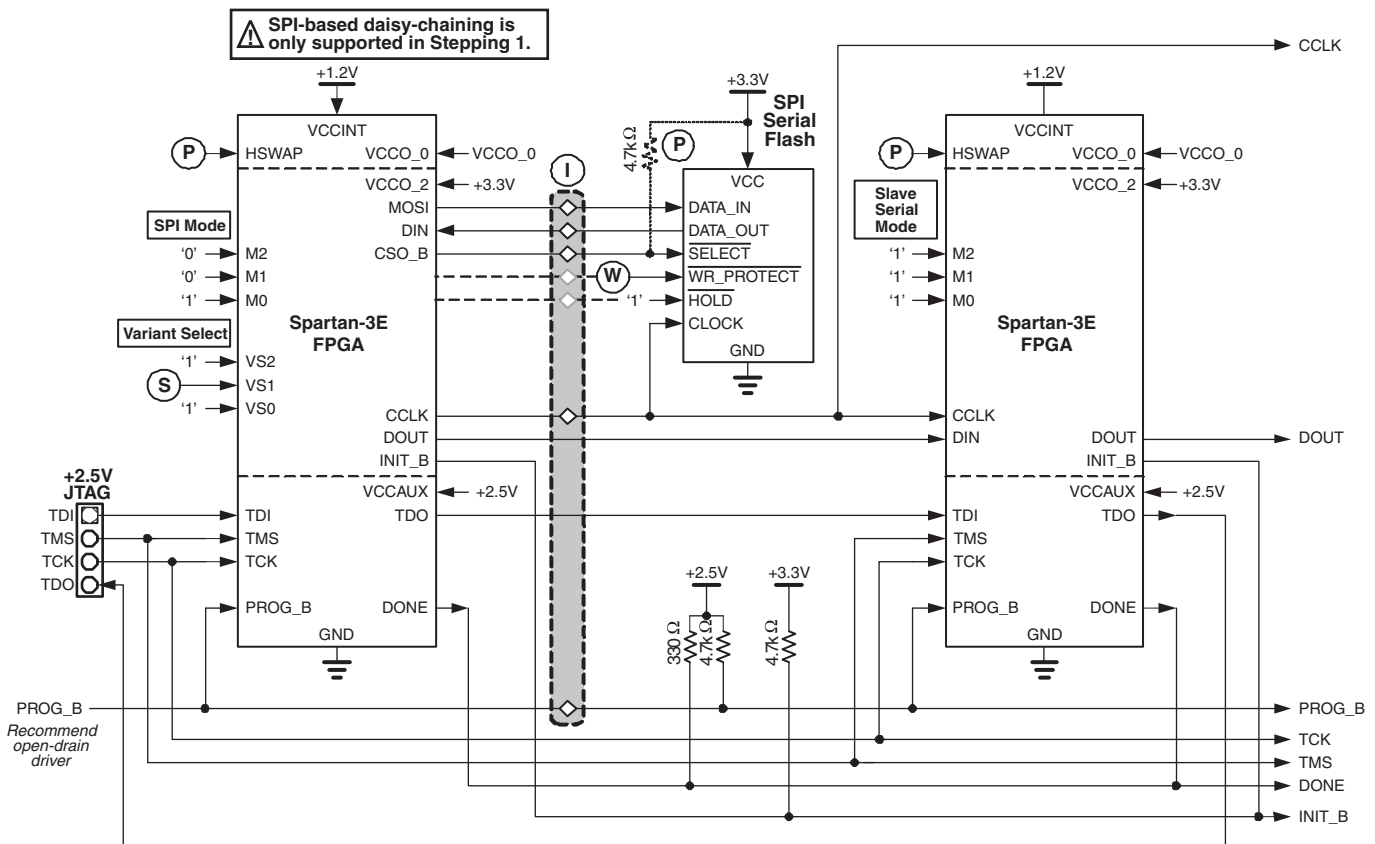 SPI-based daisy-chaining is
only supported in Stepping 1.
CCLK
+1.2V
+3.3V
+1.2V
SPI
Serial
Flash
VCCINT
P
HSWAP
VCCO_0
VCCO_0
VCCO_2
+3.3V
I
4.7kΩ
P
VCC
VCCINT
P
HSWAP
VCCO_0
VCCO_0
VCCO_2
+3.3V
SPI Mode
MOSI
DIN
CSO_B
DATA_IN
DATA_OUT
SELECT
WR_PROTECT
HOLD
CLOCK
GND
W
'1'
Slave
Serial
Mode
'0'
M2
'0'
M1
'1'
M0
'1'
M2
'1'
M1
'1'
M0
Spartan-3E
FPGA
Spartan-3E
FPGA
Variant Select
'1'
VS2
S
VS1
'1'
VS0
CCLK
DOUT
INIT_B
CCLK
DIN
DOUT
INIT_B
DOUT
+2.5V
JTAG
TDI
TMS
TCK
TDO
TDI
TMS
TCK
VCCAUX
+2.5V
TDO
TDI
TMS
TCK
VCCAUX
+2.5V
TDO
PROG_B
DONE
GND
+2.5V
+3.3V
330 Ω
4.7kΩ
4.7kΩ
PROG_B
DONE
GND
PROG_B
Recommend
open-drain
driver
PROG_B
TCK
TMS
DONE
INIT_B